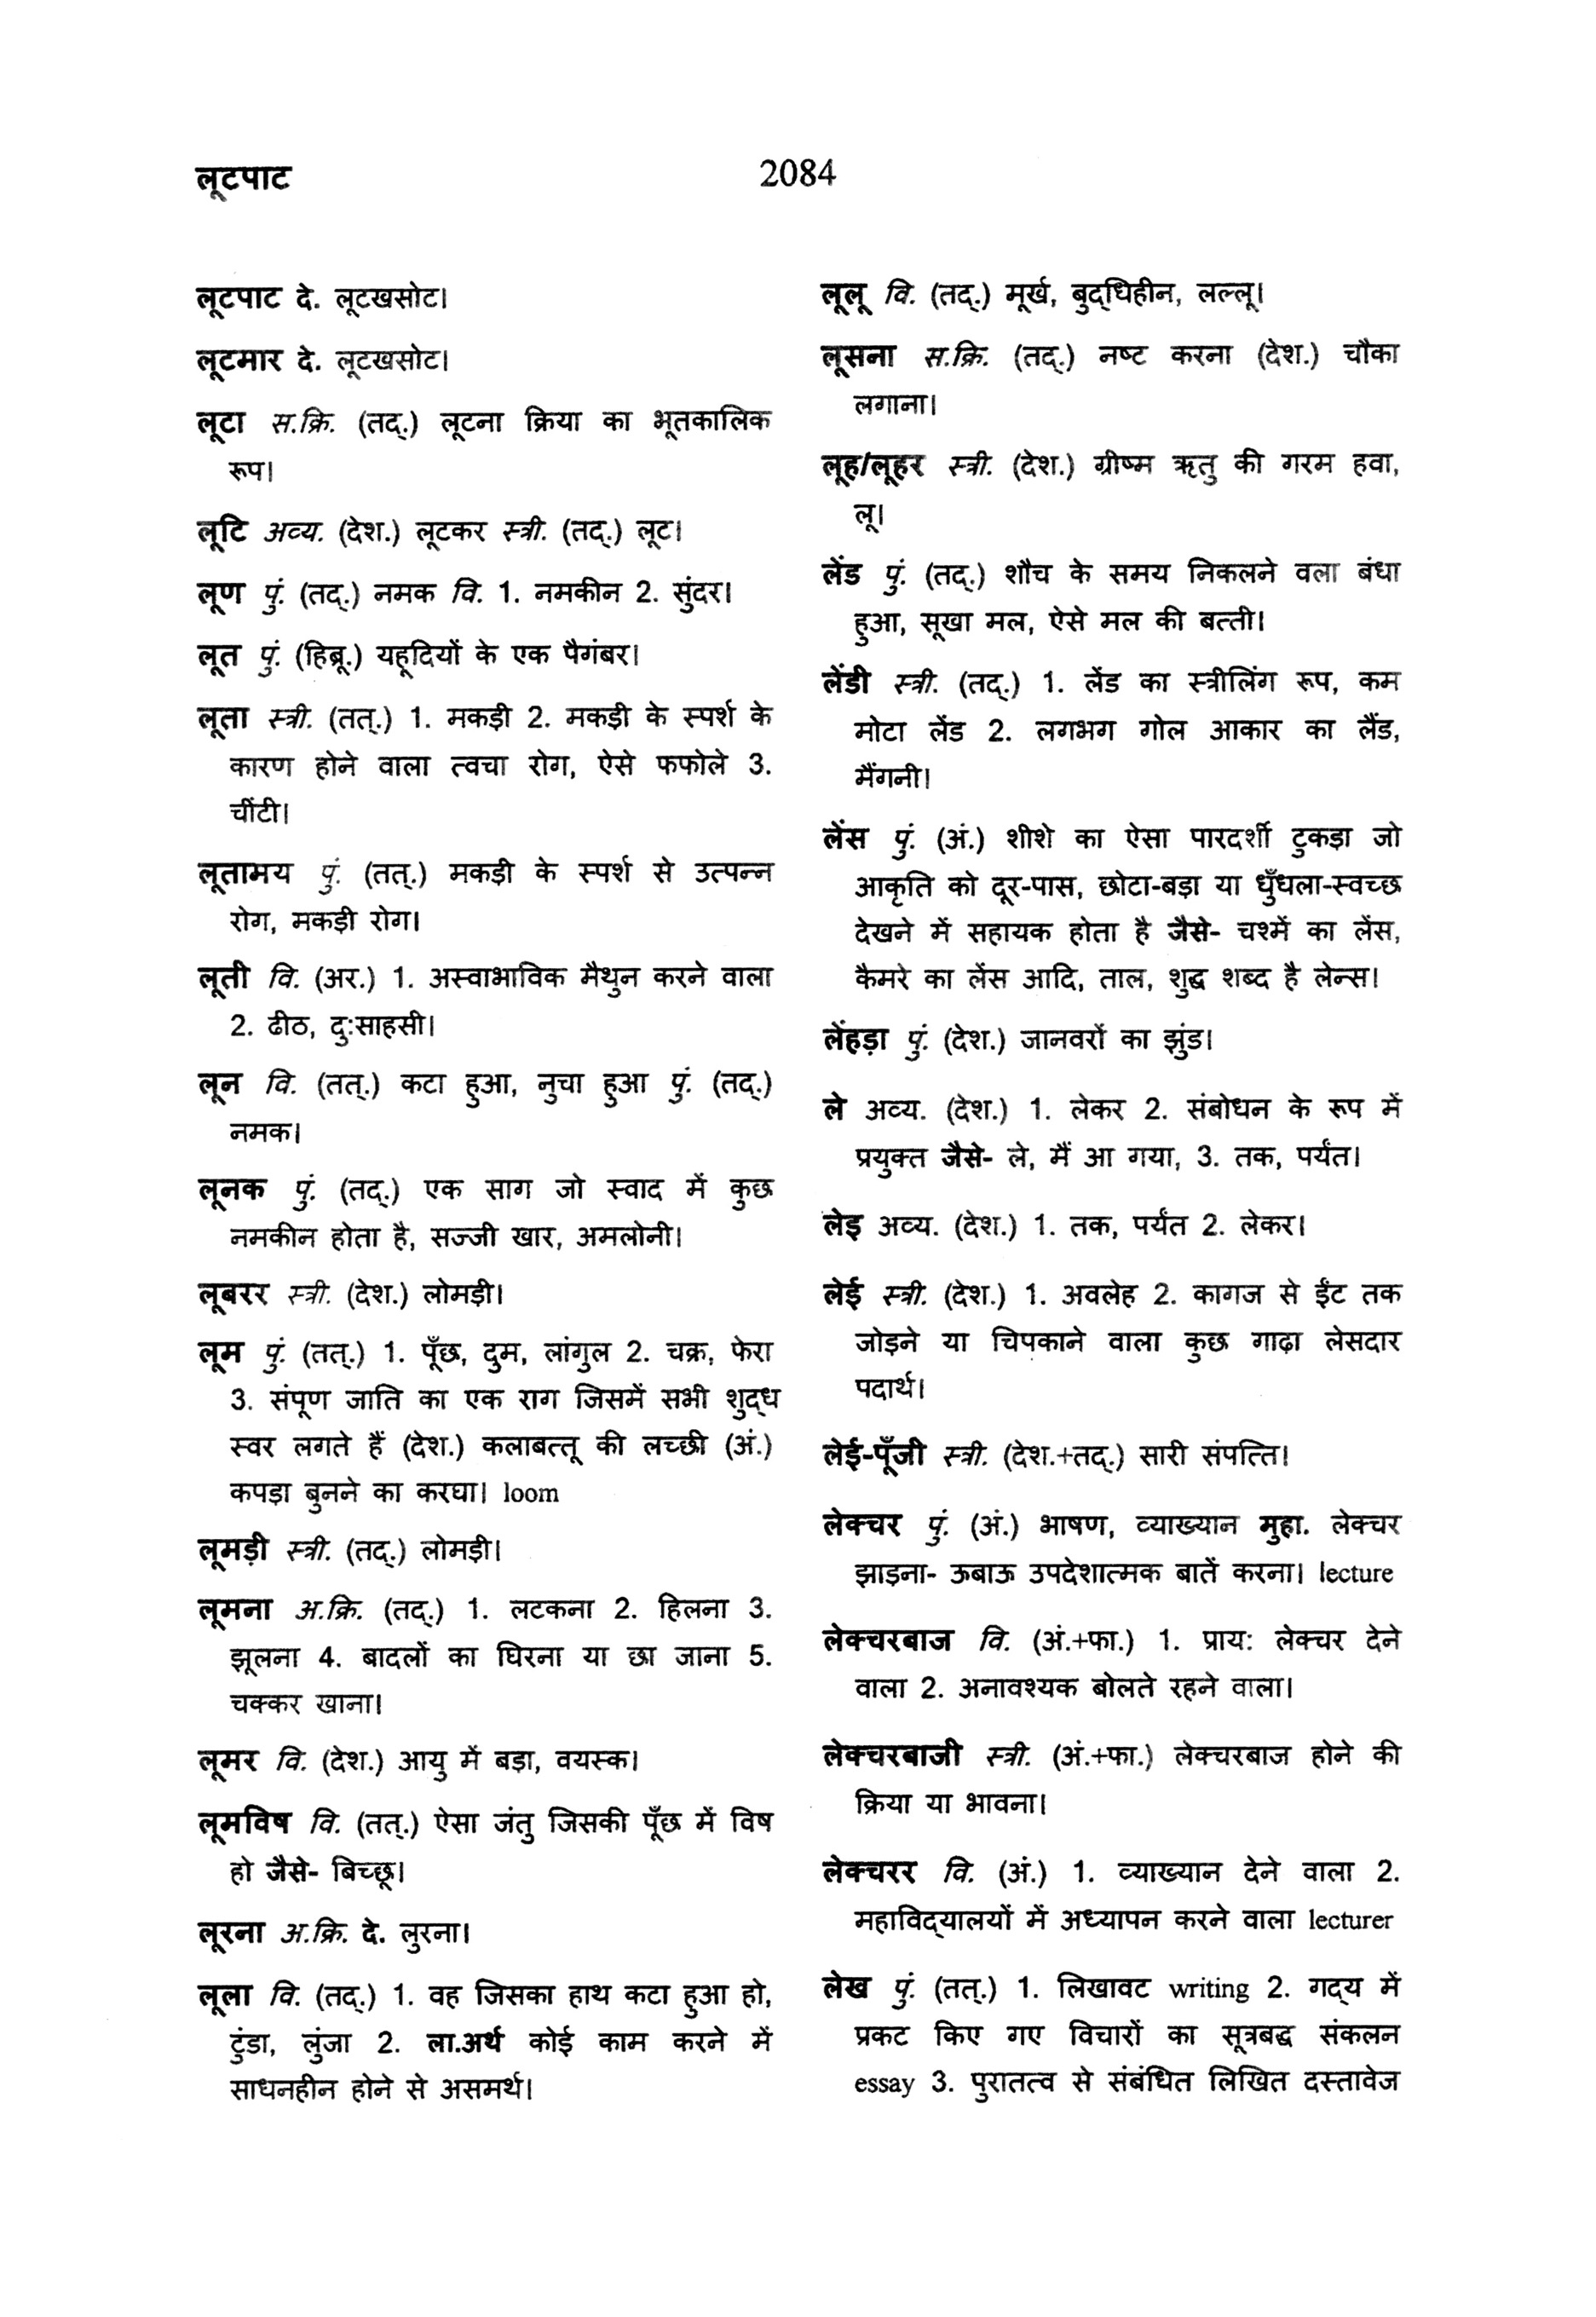 लूटपाट
2084
लूटपाट दे. लूटखसोट।
लूटमार दे. लूटखसोट।
लूटा स.क्रि. (तद्.) लूटना क्रिया का भूतकालिक
रूप।
लूटि अव्य. (देश.) लूटकर स्त्री. (तद्.) लूट।
लूण पुं. (तद्.) नमक वि. 1. नमकीन 2. सुंदर।
लूत पुं. (हिब्रू.) यहूदियों के एक पैगंबर।
लूता स्त्री. (तत्.) 1. मकड़ी 2. मकड़ी के स्पर्श के
कारण होने वाला त्वचा रोग, ऐसे फफोले 3.
चींटी।
लूतामय पुं. (तत्.) मकड़ी के स्पर्श से उत्पन्न
रोग, मकड़ी रोग।
लूती वि. (अर.) 1. अस्वाभाविक मैथुन करने वाला
2. ढीठ, दु:साहसी।
लून वि. (तत्.) कटा हुआ, नुचा हुआ पुं. (तद्.)
नमक।
लूनक पुं. (तद्.) एक साग जो स्वाद में कुछ
नमकीन होता है, सज्जी खार, अमलोनी।
लूबरर स्त्री. (देश.) लोमड़ी।
लूम पुं. (तत्.) 1. पूँछ, दुम, लांगुल 2. चक्र, फेरा
3. संपूण जाति का एक राग जिसमें सभी शुद्ध
स्वर लगते हैं (देश.) कलाबत्तू की लच्छी (अं.)
कपड़ा बुनने का करघा। loom
लूमड़ी स्त्री. (तद्.) लोमड़ी।
लूमना अ.क्रि. (तद्.) 1. लटकना 2. हिलना 3.
झूलना 4. बादलों का घिरना या छा जाना 5.
चक्कर खाना।
लूमर वि. (देश.) आयु में बड़ा, वयस्क।
लूमविष वि. (तत्.) ऐसा जंतु जिसकी पूँछ में विष
हो जैसे- बिच्छू।
लूरना अ.क्रि. दे. लुरना।
लूला वि. (तद्.) 1. वह जिसका हाथ कटा हुआ हो,
टुंडा, लुंजा 2. ला.अर्थ कोई काम करने में
साधनहीन होने से असमर्थ।
लूलू वि. (तद्.) मूर्ख, बुद्धिहीन, लल्लू।
लूसना स.क्रि. (तद्.) नष्ट करना (देश.) चौका
लगाना।
लूह/लूहर स्त्री. (देश.) ग्रीष्म ऋतु की गरम हवा,
लू।
लेंड पुं. (तद्.) शौच के समय निकलने वला बंधा
हुआ, सूखा मल, ऐसे मल की बत्ती।
लेंडी स्त्री. (तद्.) 1. लेंड का स्त्रीलिंग रूप, कम
मोटा लेंड 2. लगभग गोल आकार का लैंड,
मैंगनी।
लेंस पुं. (अं.) शीशे का ऐसा पारदर्शी टुकड़ा जो
आकृति को दूर-पास, छोटा-बड़ा या धुँधला-स्वच्छ
देखने में सहायक होता है जैसे- चश्में का लेंस,
कैमरे का लेंस आदि, ताल, शुद्ध शब्द है लेन्स।
लेंहड़ा पुं. (देश.) जानवरों का झुंड।
ले अव्य. (देश.) 1. लेकर 2. संबोधन के रूप में
प्रयुक्त जैसे- ले, मैं आ गया, 3. तक, पर्यंत।
लेइ अव्य. (देश.) 1. तक, पर्यंत 2. लेकर।
लेई स्त्री. (देश.) 1. अवलेह 2. कागज से ईंट तक
जोड़ने या चिपकाने वाला कुछ गाढ़ा लेसदार
पदार्थ।
लेई-पूँजी स्त्री. (देश.+तद्.) सारी संपत्ति।
लेक्चर पुं. (अं.) भाषण, व्याख्यान मुहा. लेक्चर
झाड़ना- ऊबाऊ उपदेशात्मक बातें करना। lecture
लेक्चरबाज वि. (अं.+फा.) 1. प्राय: लेक्चर देने
वाला 2. अनावश्यक बोलते रहने वाला।
लेक्चरबाजी स्त्री. (अं.+फा.) लेक्चरबाज होने की
क्रिया या भावना।
लेक्चरर वि. (अं.) 1. व्याख्यान देने वाला 2.
महाविद्यालयों में अध्यापन करने वाला lecturer
लेख पुं. (तत्.) 1. लिखावट writing 2. गद्य में
प्रकट किए गए विचारों का सूत्रबद्ध संकलन
essay 3. पुरातत्व से संबंधित लिखित दस्तावेज